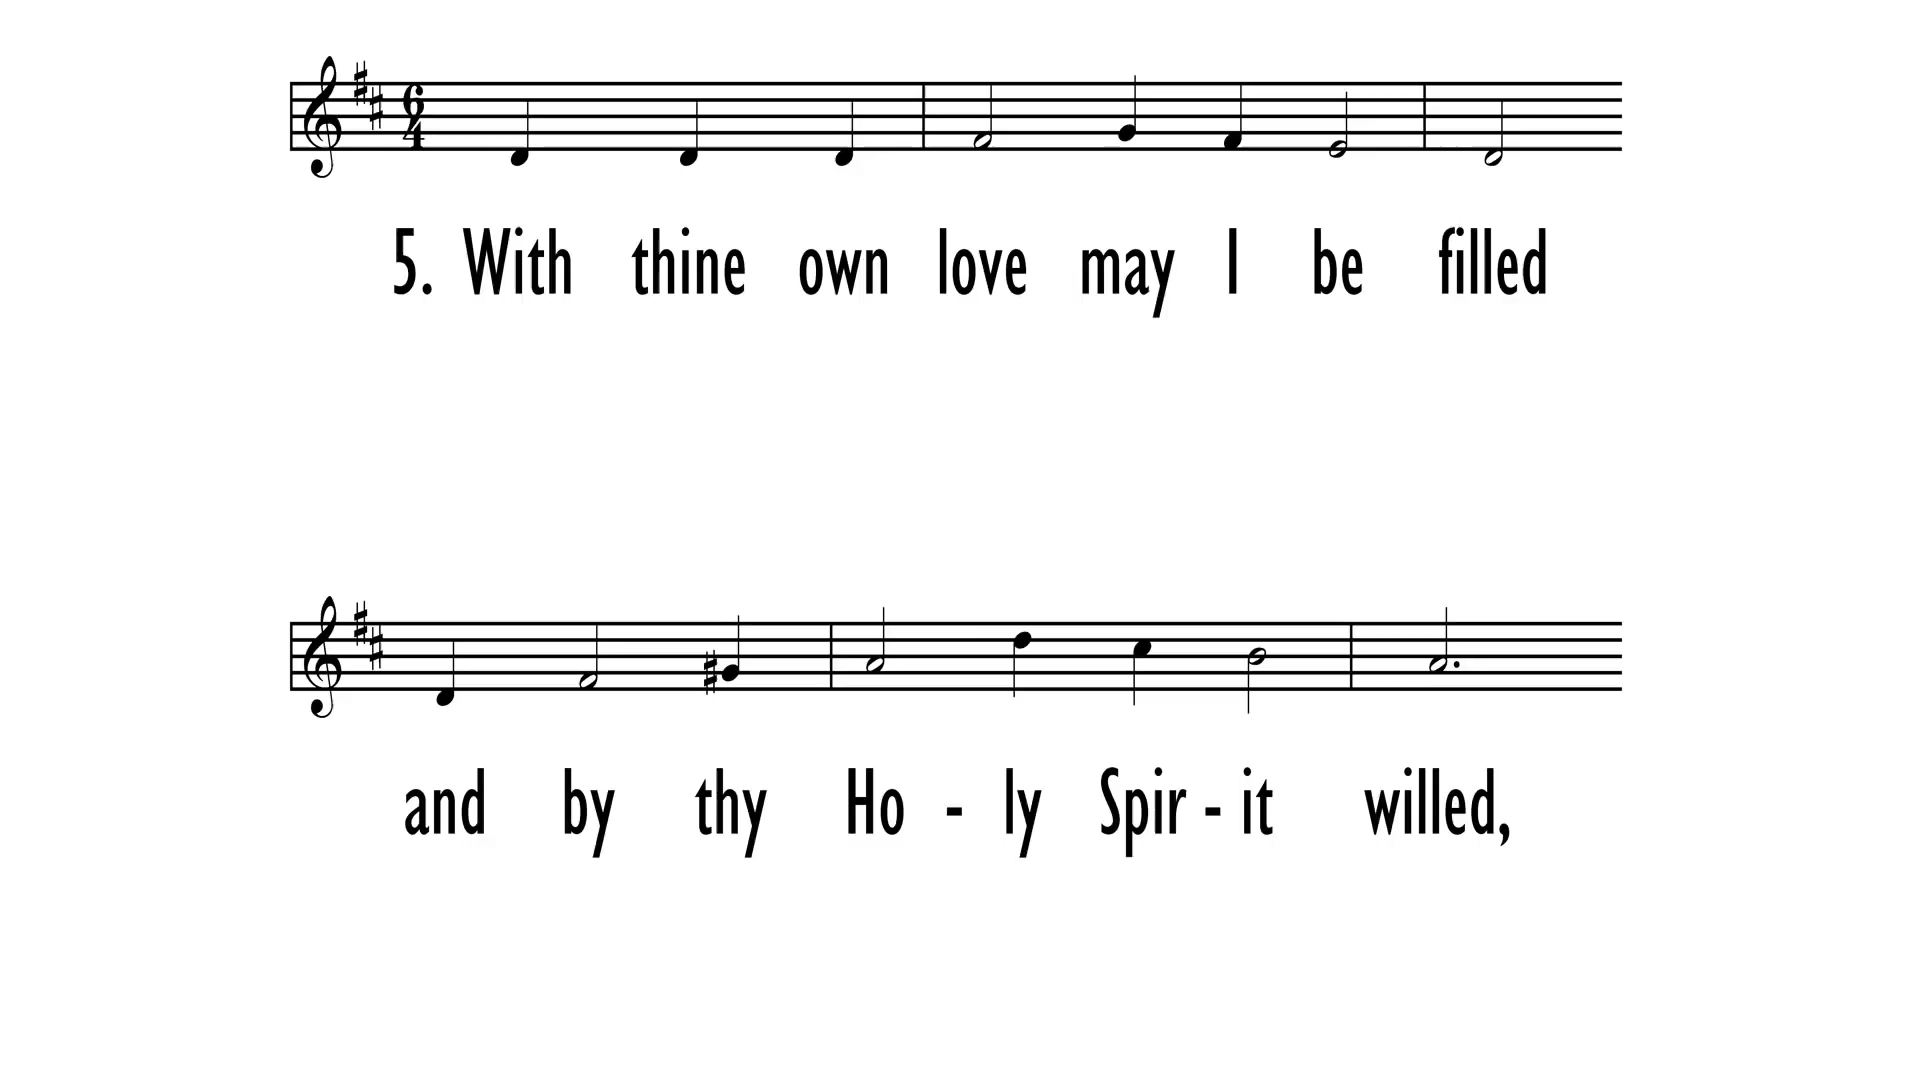 5. With thine own love may I be filled
and by thy Ho - ly Spir - it willed,